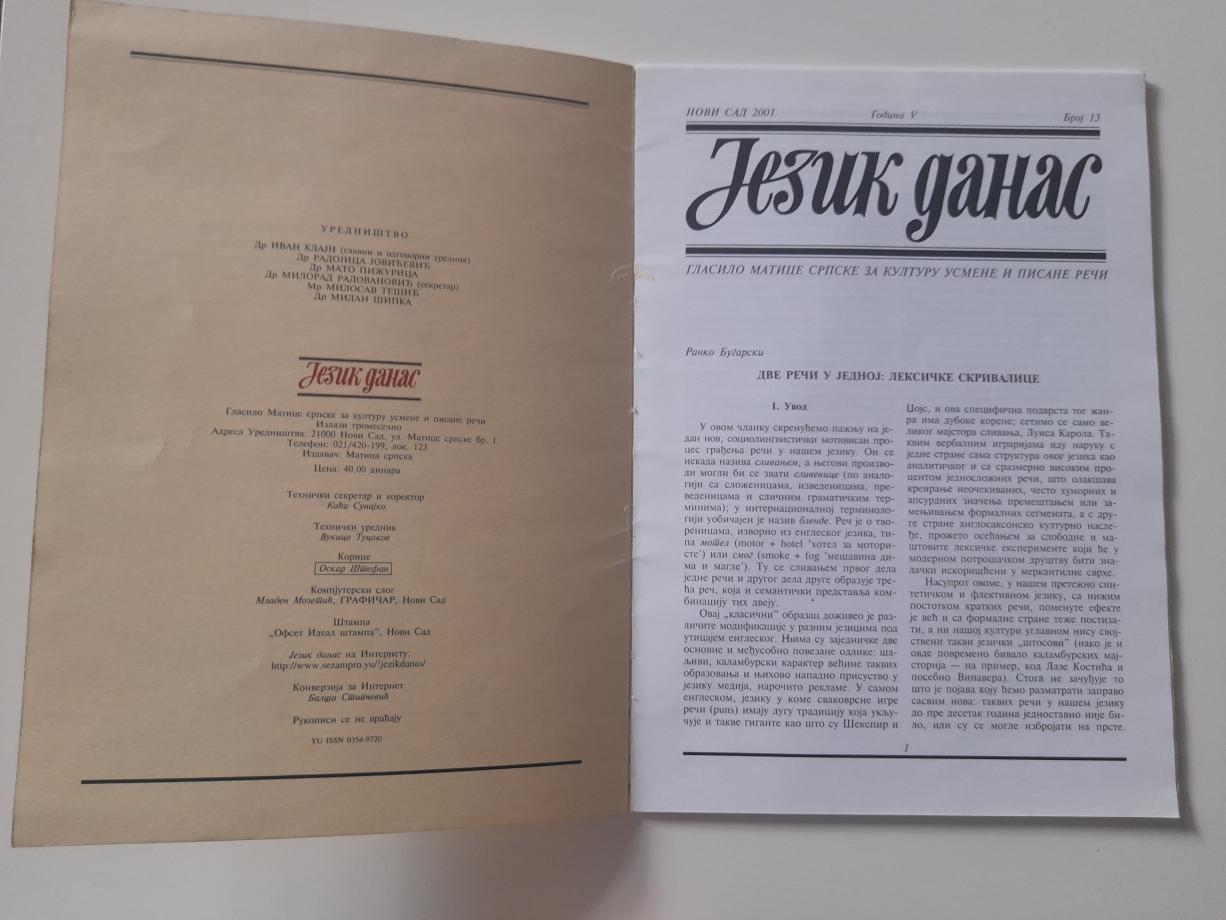 УРЕДНИШТВО
Др ИВАН КЛАЈН (главни и одговорни уредник)
Др РАДОЈИЦА ЈОВИЋЕВИЋ
Др МАТО ПИЖУРИЦА
Др МИЛОРАД РАДОВАНОВИЋ (секретар)
Мр МИЛОСАВ ТЕШИЋ
Др МИЛАН ШИПКА
Језик данас
Гласило Матице српске за културу усмене и писане речи
Излази тромесечно
Адреса Уредништва: 21000 Нови Сад, ул. Матице српске бр. 1
Телефон: 021/420-199, лок. 123
Издавач: Матица српска
Цена: 40,00 динара
Технички секретар и коректор
Каћа Сунајко
Технички уредник
Вукица Туцаков
Корице
Оскар Штефан
Компјутерски слог
Младен Мозетић, ГРАФИЧАР, Нови Сад
Штампа
„Офсет Идеал штампа”, Нови Сад
Језик данас на Интернету:
http://www.sezampro.yu/!jezikdanas/
Конверзија за Интернет
Балша Стипчевић
Рукописи се не враћају
YU ISSN 0354-9720
НОВИ САД 2001. Година V Број 13
Језик данас
ГЛАСИЛО МАТИЦЕ СРПСКЕ ЗА КУЛТУРУ УСМЕНЕ И ПИСАНЕ РЕЧИ
Ранко Бугарски
ДВЕ РЕЧИ У ЈЕДНОЈ: ЛЕКСИЧКЕ СКРИВАЛИЦЕ
1. Увод
У овом чланку скренућемо пажњу на је-
дан нов, социолингвистички мотивисан про-
цес грађења речи у нашем језику. Он се
некада назива сливањем, а његови произво-
ди могли би се звати сливенице (по анало-
гији са сложеницама, изведеницама, пре-
веденицама и сличним граматичким тер-
минима); у интернационалној терминоло-
гији уобичајен је назив бленде. Реч је о тво-
реницама, изворно из енглеског језика, ти-
па мотел (motor + hotel ’хотел за мотори-
сте’) или смог (smoke + fog ’мешавина ди-
ма и магле’). Ту се сливањем првог дела
једне речи и другог дела друге образује тре-
ћа реч, која и семантички представља ком-
бинацију тих двеју.
Овај „класични” образац доживео је раз-
личите модификације у разним језицима под
утицајем енглеског. Њима су заједничке две
основне и међусобно повезане одлике: ша-
љиви, каламбурски карактер већине таквих
образовања и њихово нападно присуство у
језику медија, нарочито рекламе. У самом
енглеском, језику у коме сваковрсне игре
речи (puns) имају дугу традицију која укљу-
чује и такве гиганте као што су Шекспир и
Џојс, и ова специфична подврста тог жан-
ра има дубоке корене; сетимо се само ве-
ликог мајстора сливања, Луиса Карола. Та-
квим вербалним играријама иду наруку с
једне стране сама структура овог језика као
аналитичког и са сразмерно високим про-
центом једносложних речи, што олакшава
креирање неочекиваних, често хуморних и
апсурдних значења премештањем или за-
мењивањем формалних сегмената, а с дру-
ге стране англосаксонско културно насле-
ђе, прожето осећањем за слободне и ма-
штовите лексичке експерименте који ће у
модерном потрошачком друштву бити зна-
лачки искоришћени у меркантилне сврхе.
Насупрот овоме, у нашем претежно син-
тетичком и флективном језику, са нижим
постотком кратких речи, поменуте ефекте
је већ и са формалне стране теже постиза-
ти, а ни нашој култури углавном нису свој-
ствени такви језички „штосови” (иако је и
овде повремено бивало каламбурских мај-
сторија — на пример, код Лазе Костића и
посебно Винавера). Стога не зачуђује то
што је појава коју ћемо разматрати заправо
сасвим нова: таквих речи у нашем језику
до пре десетак година једноставно није би-
ло, или су се могле избројати на прсте.
1